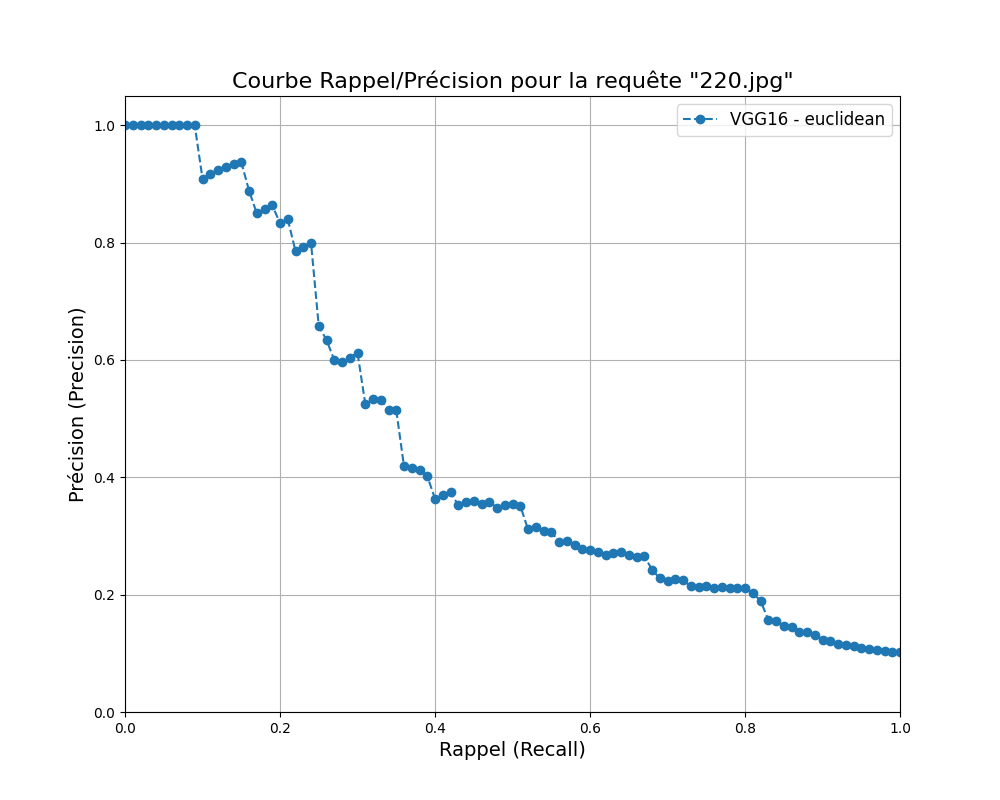 Courbe Rappel/Précision pour la requête "220.jpg"
VGG16 - euclidean
1.0
0.8
0.6
0.4
0.2
0.0
Précision (Precision)
0.0 0.2 0.4 0.6 0.8 1.0
Rappel (Recall)